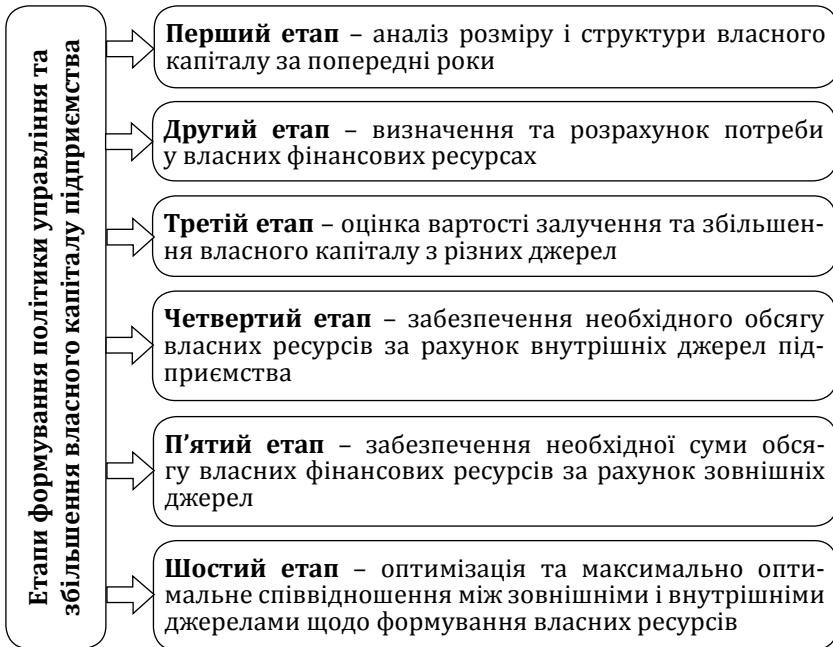 Етапи формування політики управління та
збільшення власного капіталу підприємства
Перший етап – аналіз розміру і структури власного
капіталу за попередні роки
Другий етап – визначення та розрахунок потреби
у власних фінансових ресурсах
Третій етап – оцінка вартості залучення та збільшен-
ня власного капіталу з різних джерел
Четвертий етап – забезпечення необхідного обсягу
власних ресурсів за рахунок внутрішніх джерел під-
приємства
П’ятий етап – забезпечення необхідної суми обся-
гу власних фінансових ресурсів за рахунок зовнішніх
джерел
Шостий етап – оптимізація та максимально опти-
мальне співвідношення між зовнішніми і внутрішніми
джерелами щодо формування власних ресурсів